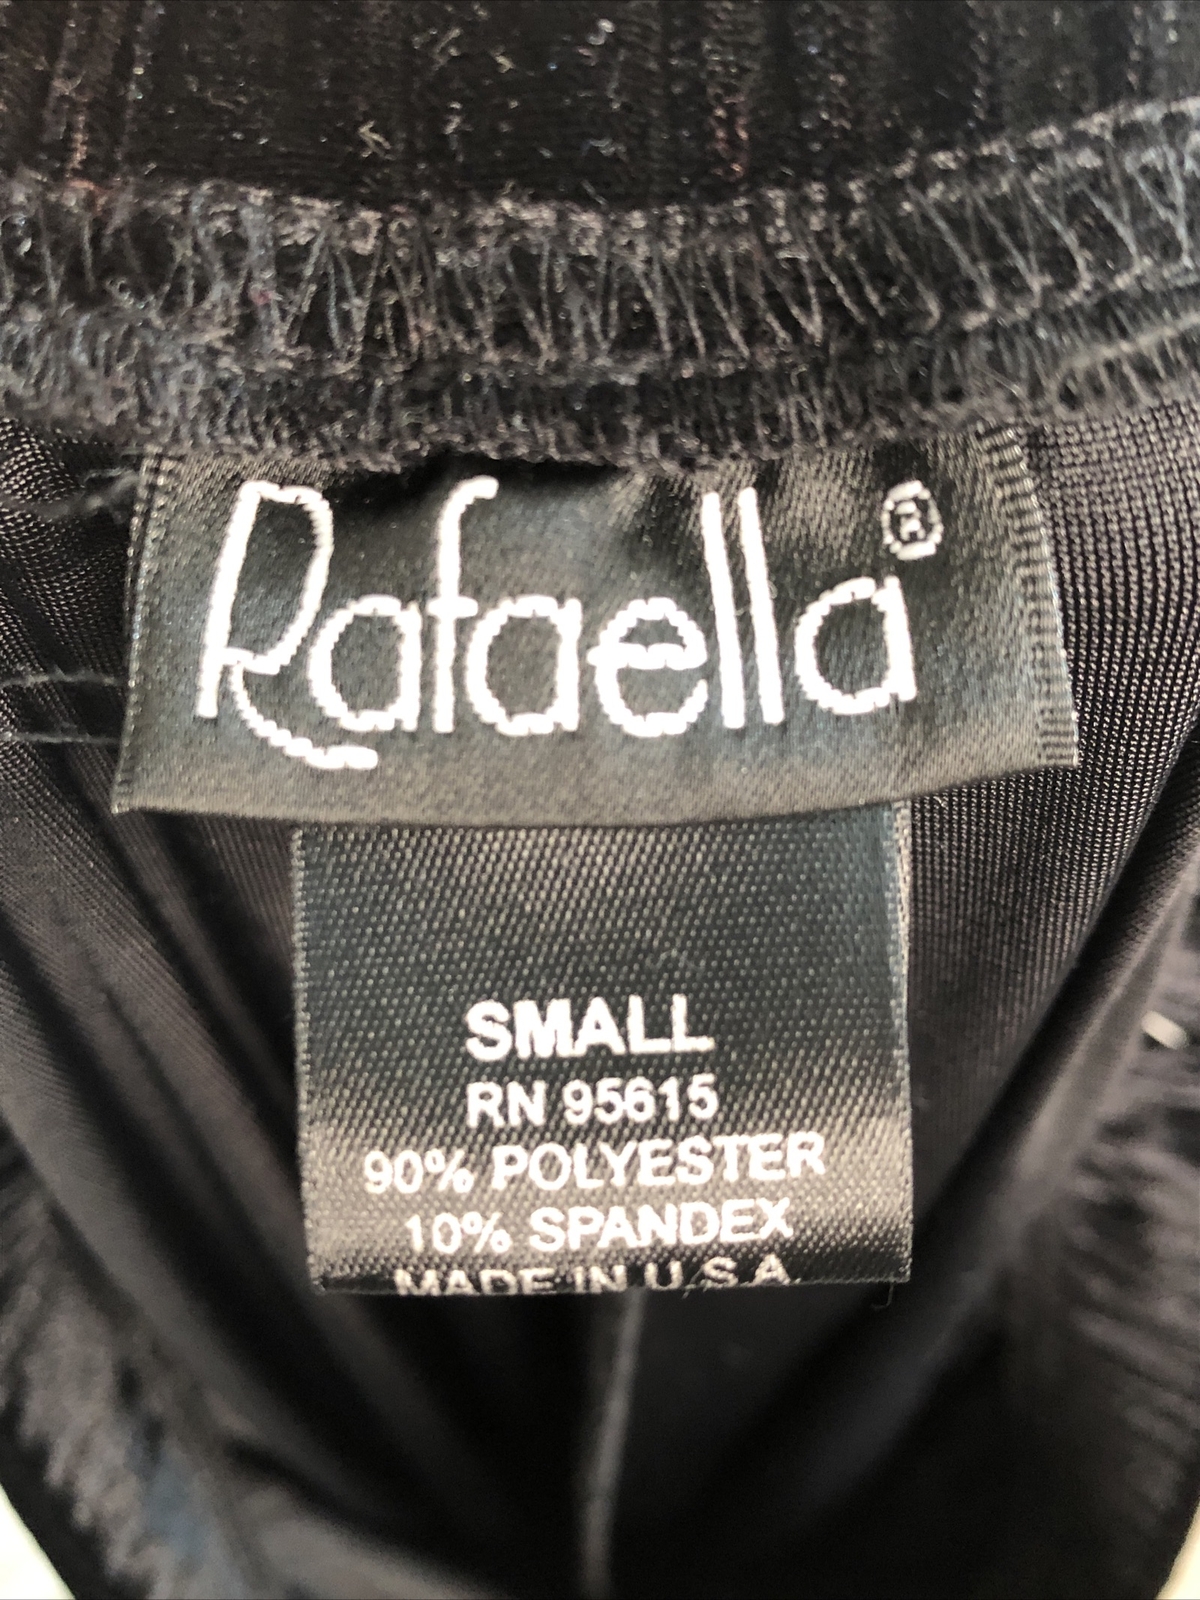 Rafaella®
SMALL
RN 95615
90% POLYESTER
10% SPANDEX
MADE IN U.S.A.